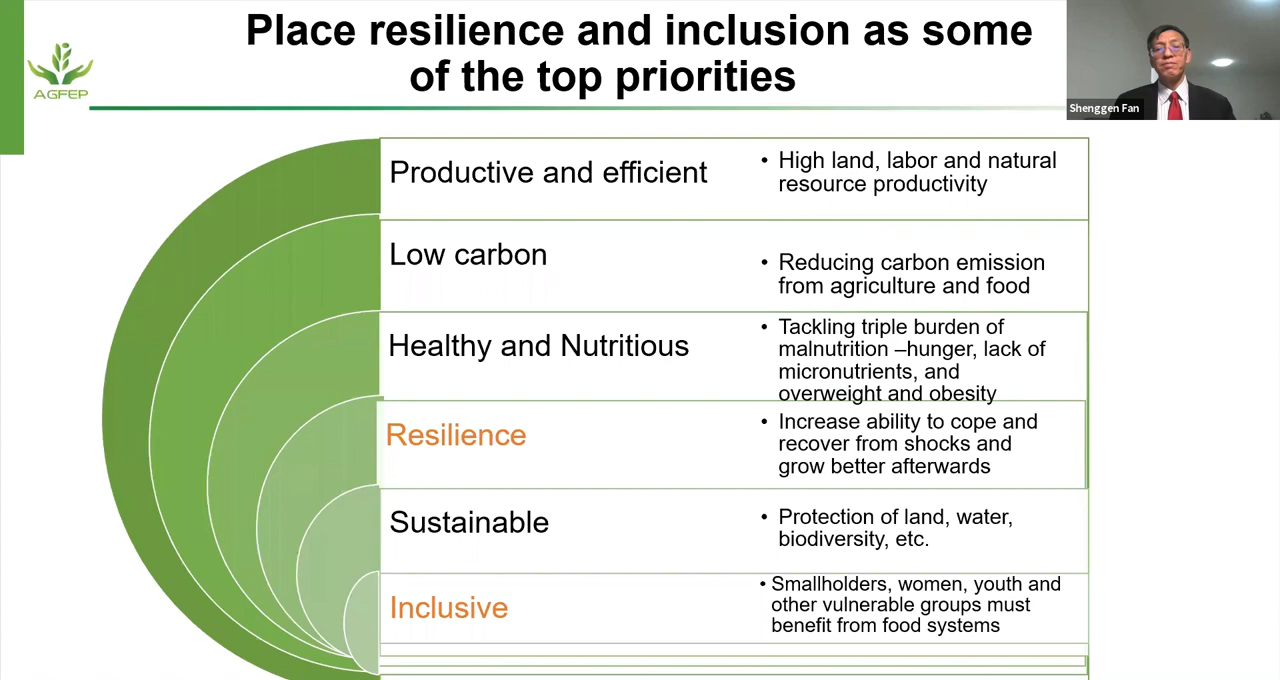 Place resilience and inclusion as some
of the top priorities
AGFEP
Shenggen Fan
Productive and efficient
• High land, labor and natural
resource productivity
Low carbon
• Reducing carbon emission
from agriculture and food
Healthy and Nutritious
• Tackling triple burden of
malnutrition –hunger, lack of
micronutrients, and
overweight and obesity
Resilience
• Increase ability to cope and
recover from shocks and
grow better afterwards
Sustainable
• Protection of land, water,
biodiversity, etc.
Inclusive
• Smallholders, women, youth and
other vulnerable groups must
benefit from food systems